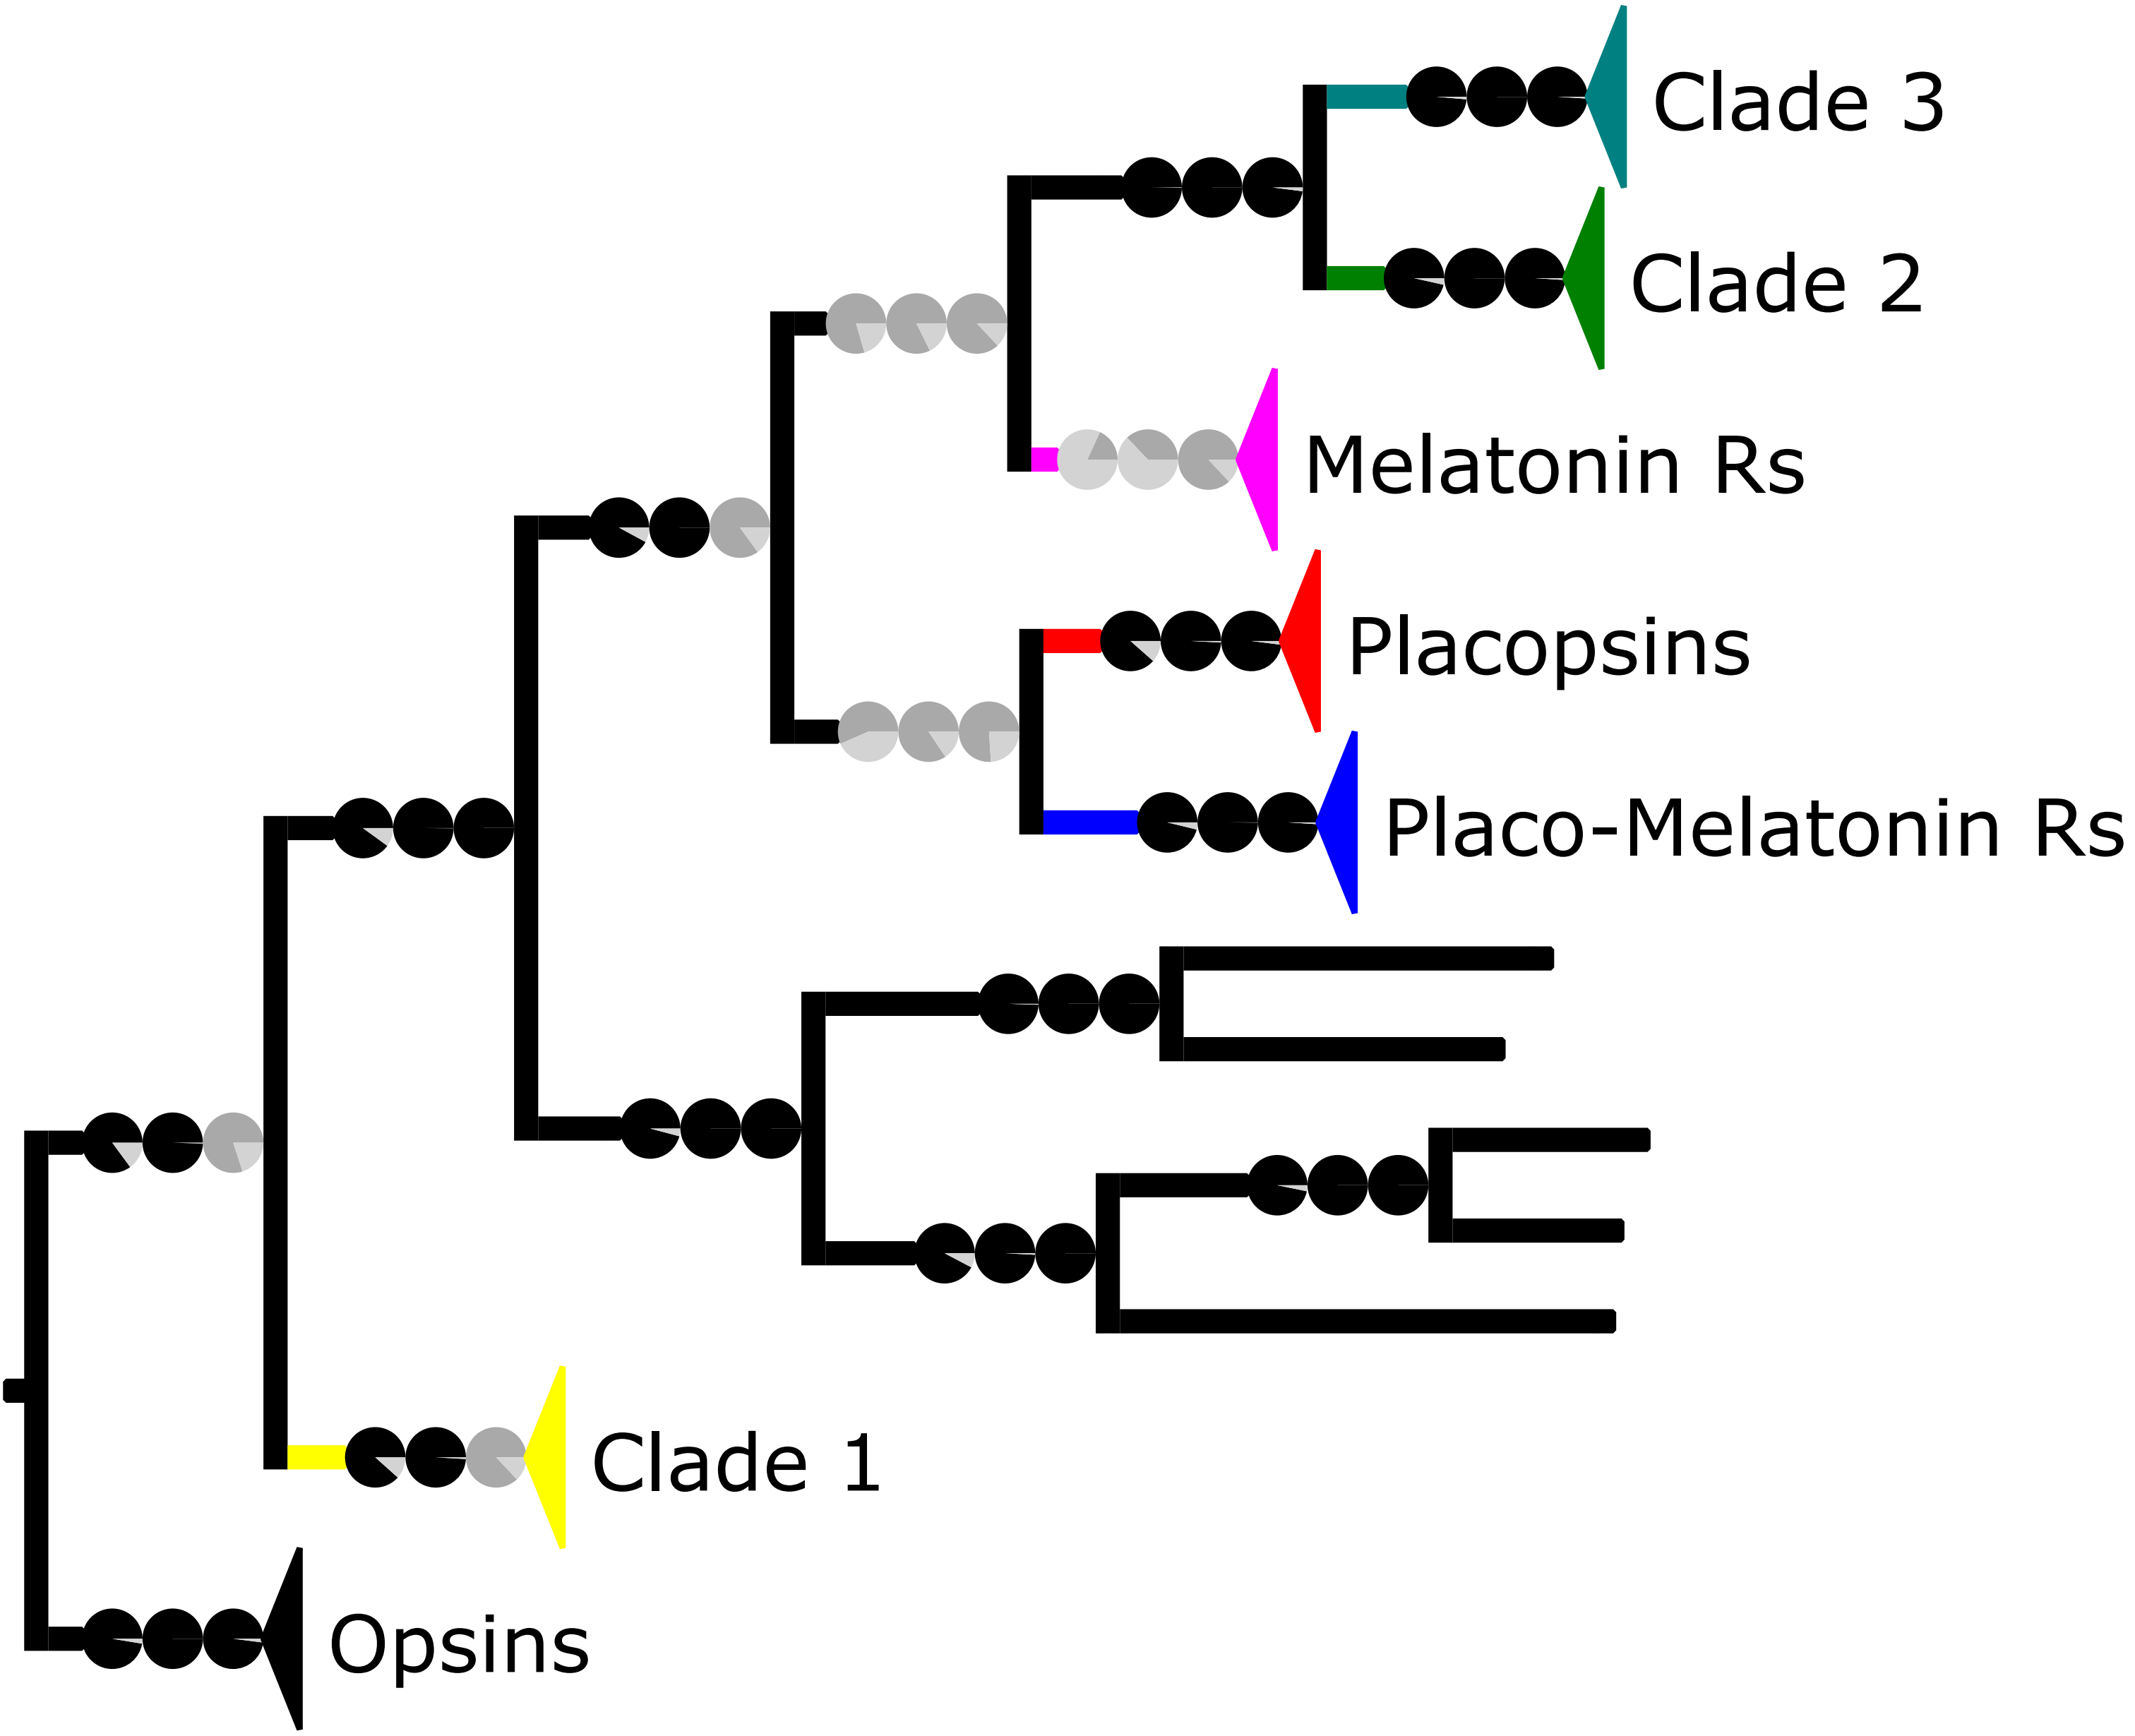 Clade 3
Clade 2
Melatonin Rs
Placopsins
Placo-Melatonin Rs
Clade 1
Opsins